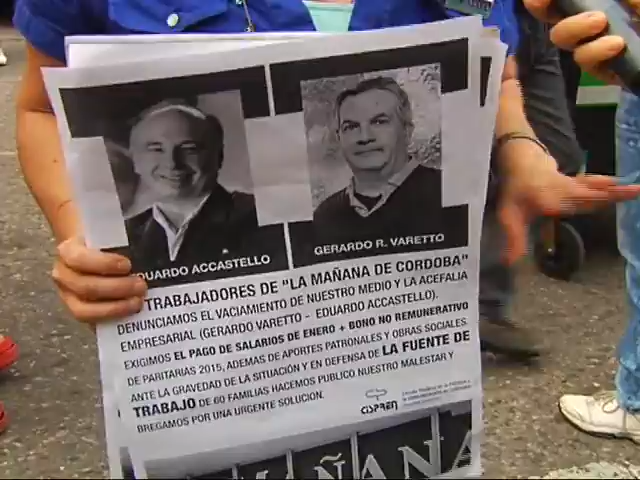 EDUARDO ACCASTELLO
GERARDO R. VARETTO
TRABAJADORES DE "LA MAÑANA DE CORDOBA"
DENUNCIAMOS EL VACIAMIENTO DE NUESTRO MEDIO Y LA ACEFALIA
EMPRESARIAL (GERARDO VARETTO - EDUARDO ACCASTELLO).
EXIGIMOS EL PAGO DE SALARIOS DE ENERO + BONO NO REMUNERATIVO
DE PARITARIAS 2015, ADEMAS DE APORTES PATRONALES Y OBRAS SOCIALES.
ANTE LA GRAVEDAD DE LA SITUACIÓN Y EN DEFENSA DE LA FUENTE DE
TRABAJO DE 60 FAMILIAS HACEMOS PUBLICO NUESTRO MALESTAR Y
BREGAMOS POR UNA URGENTE SOLUCION.
CISPREN
MAÑANA